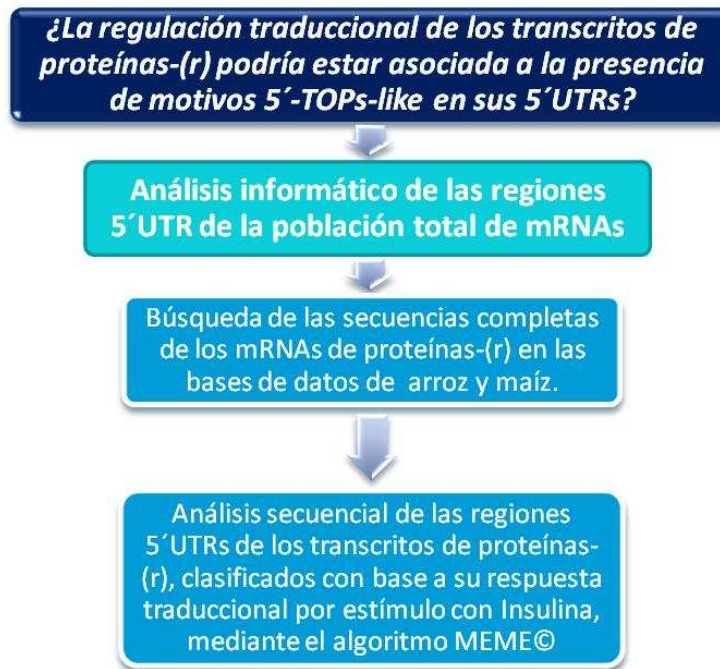 ¿La regulación traduccional de los transcritos de
proteínas-(r) podría estar asociada a la presencia
de motivos 5´-TOPs-like en sus 5´UTRs?
Análisis informático de las regiones
5´UTR de la población total de mRNAs
Búsqueda de las secuencias completas
de los mRNAs de proteínas-(r) en las
bases de datos de arroz y maíz.
Análisis secuencial de las regiones
5´UTRs de los transcritos de proteínas-
(r), clasificados con base a su respuesta
traduccional por estímulo con Insulina,
mediante el algoritmo MEME©